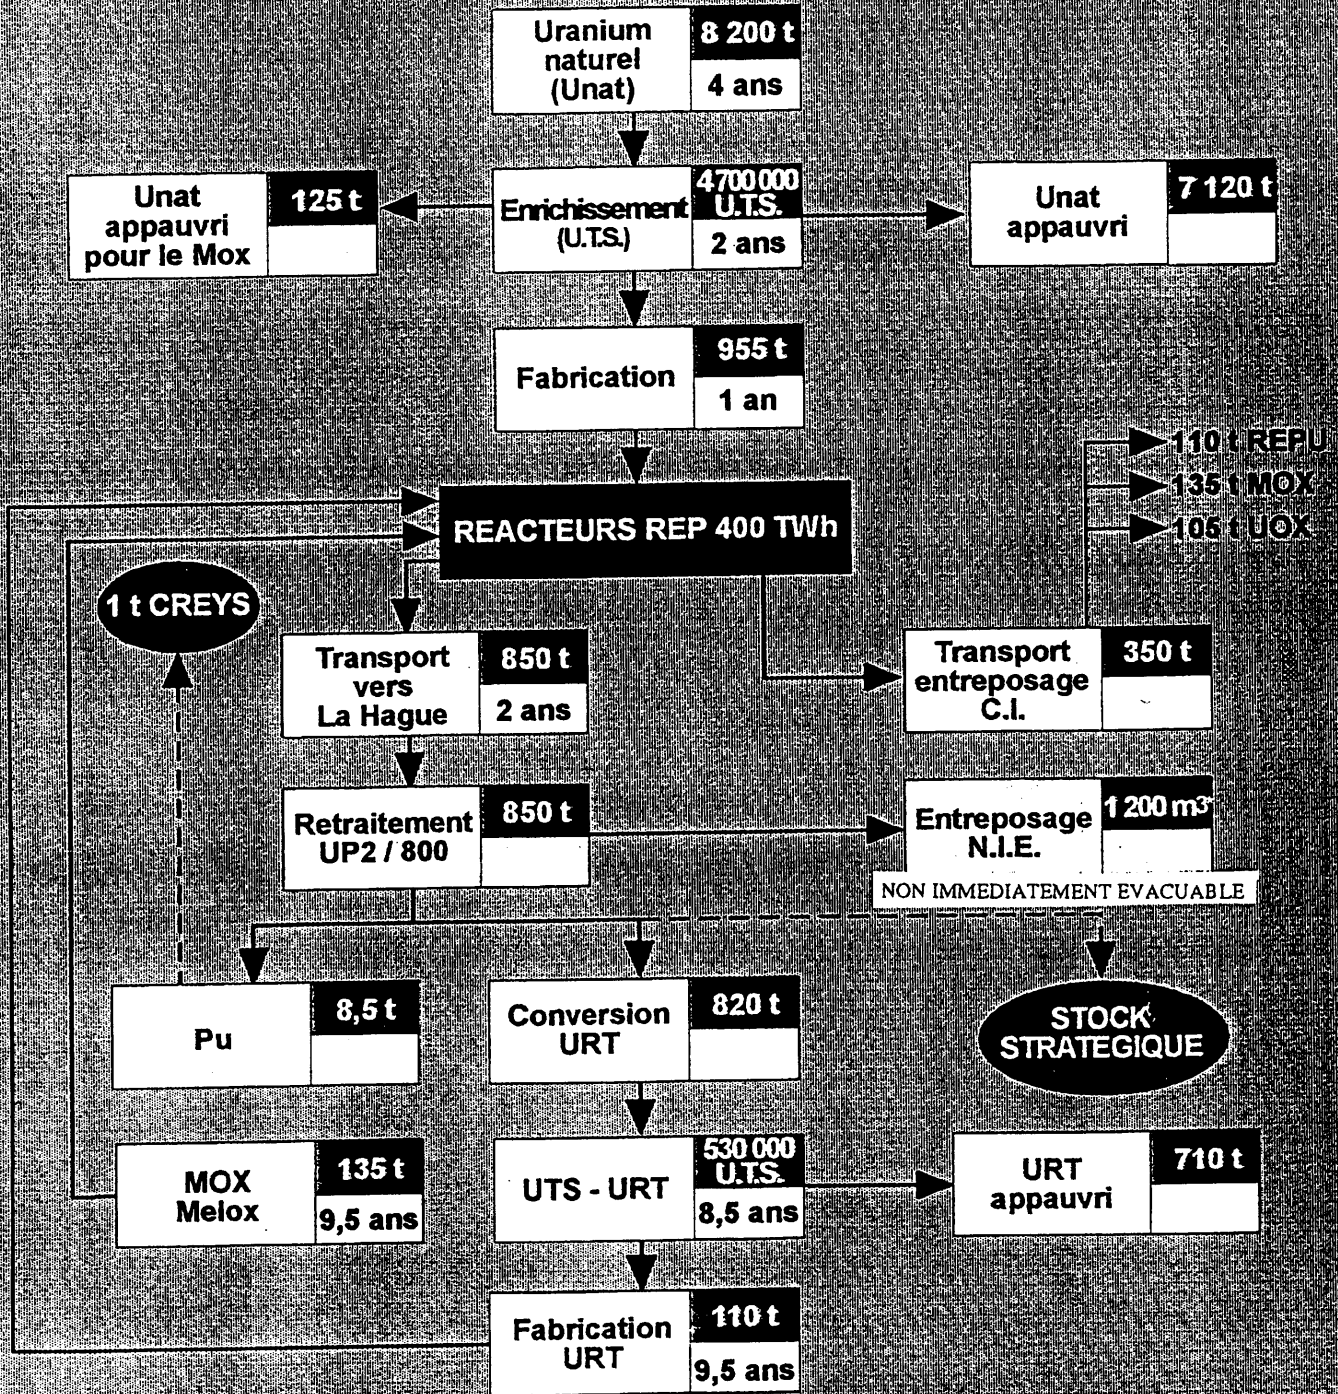 Uranium
naturel
(Unat)
8 200 t
4 ans
Unat
appauvri
pour le Mox
125 t
Enrichissement
(U.T.S.)
4 700 000
U.T.S.
2 ans
Unat
appauvri
7 120 t
Fabrication
955 t
1 an
110 t REPU
135 t MOX
105 t UOX
REACTEURS REP 400 TWh
1 t CREYS
Transport
vers
La Hague
850 t
2 ans
Transport
entreposage
C.I.
350 t
Retraitement
UP2 / 800
850 t
Entreposage
N.I.E.
1 200 m3
NON IMMEDIATEMENT EVACUABLE
Pu
8,5 t
Conversion
URT
820 t
STOCK
STRATEGIQUE
MOX
Melox
135 t
9,5 ans
UTS - URT
530 000
U.T.S.
8,5 ans
URT
appauvri
710 t
Fabrication
URT
110 t
9,5 ans